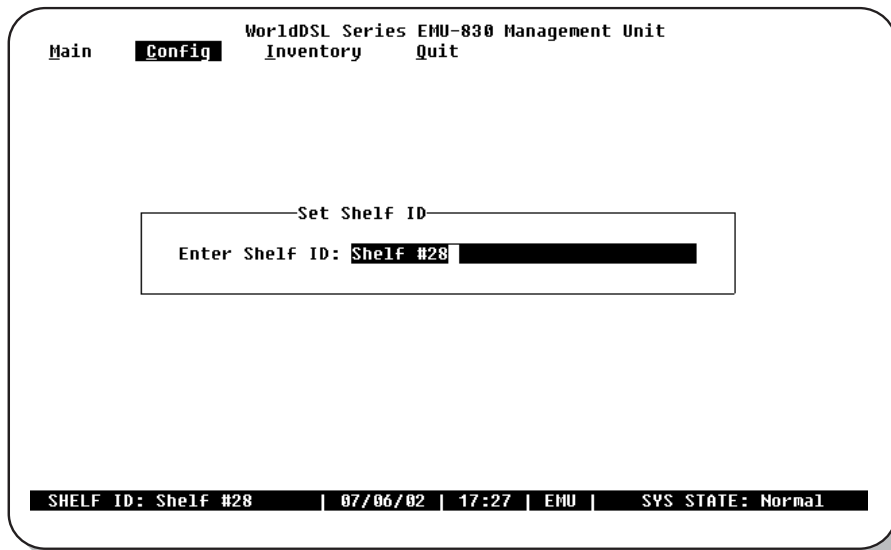 WorldDSL Series EMU-830 Management Unit
Main Config Inventory Quit
Set Shelf ID
Enter Shelf ID: Shelf #28
SHELF ID: Shelf #28 | 07/06/02 | 17:27 | EMU | SYS STATE: Normal